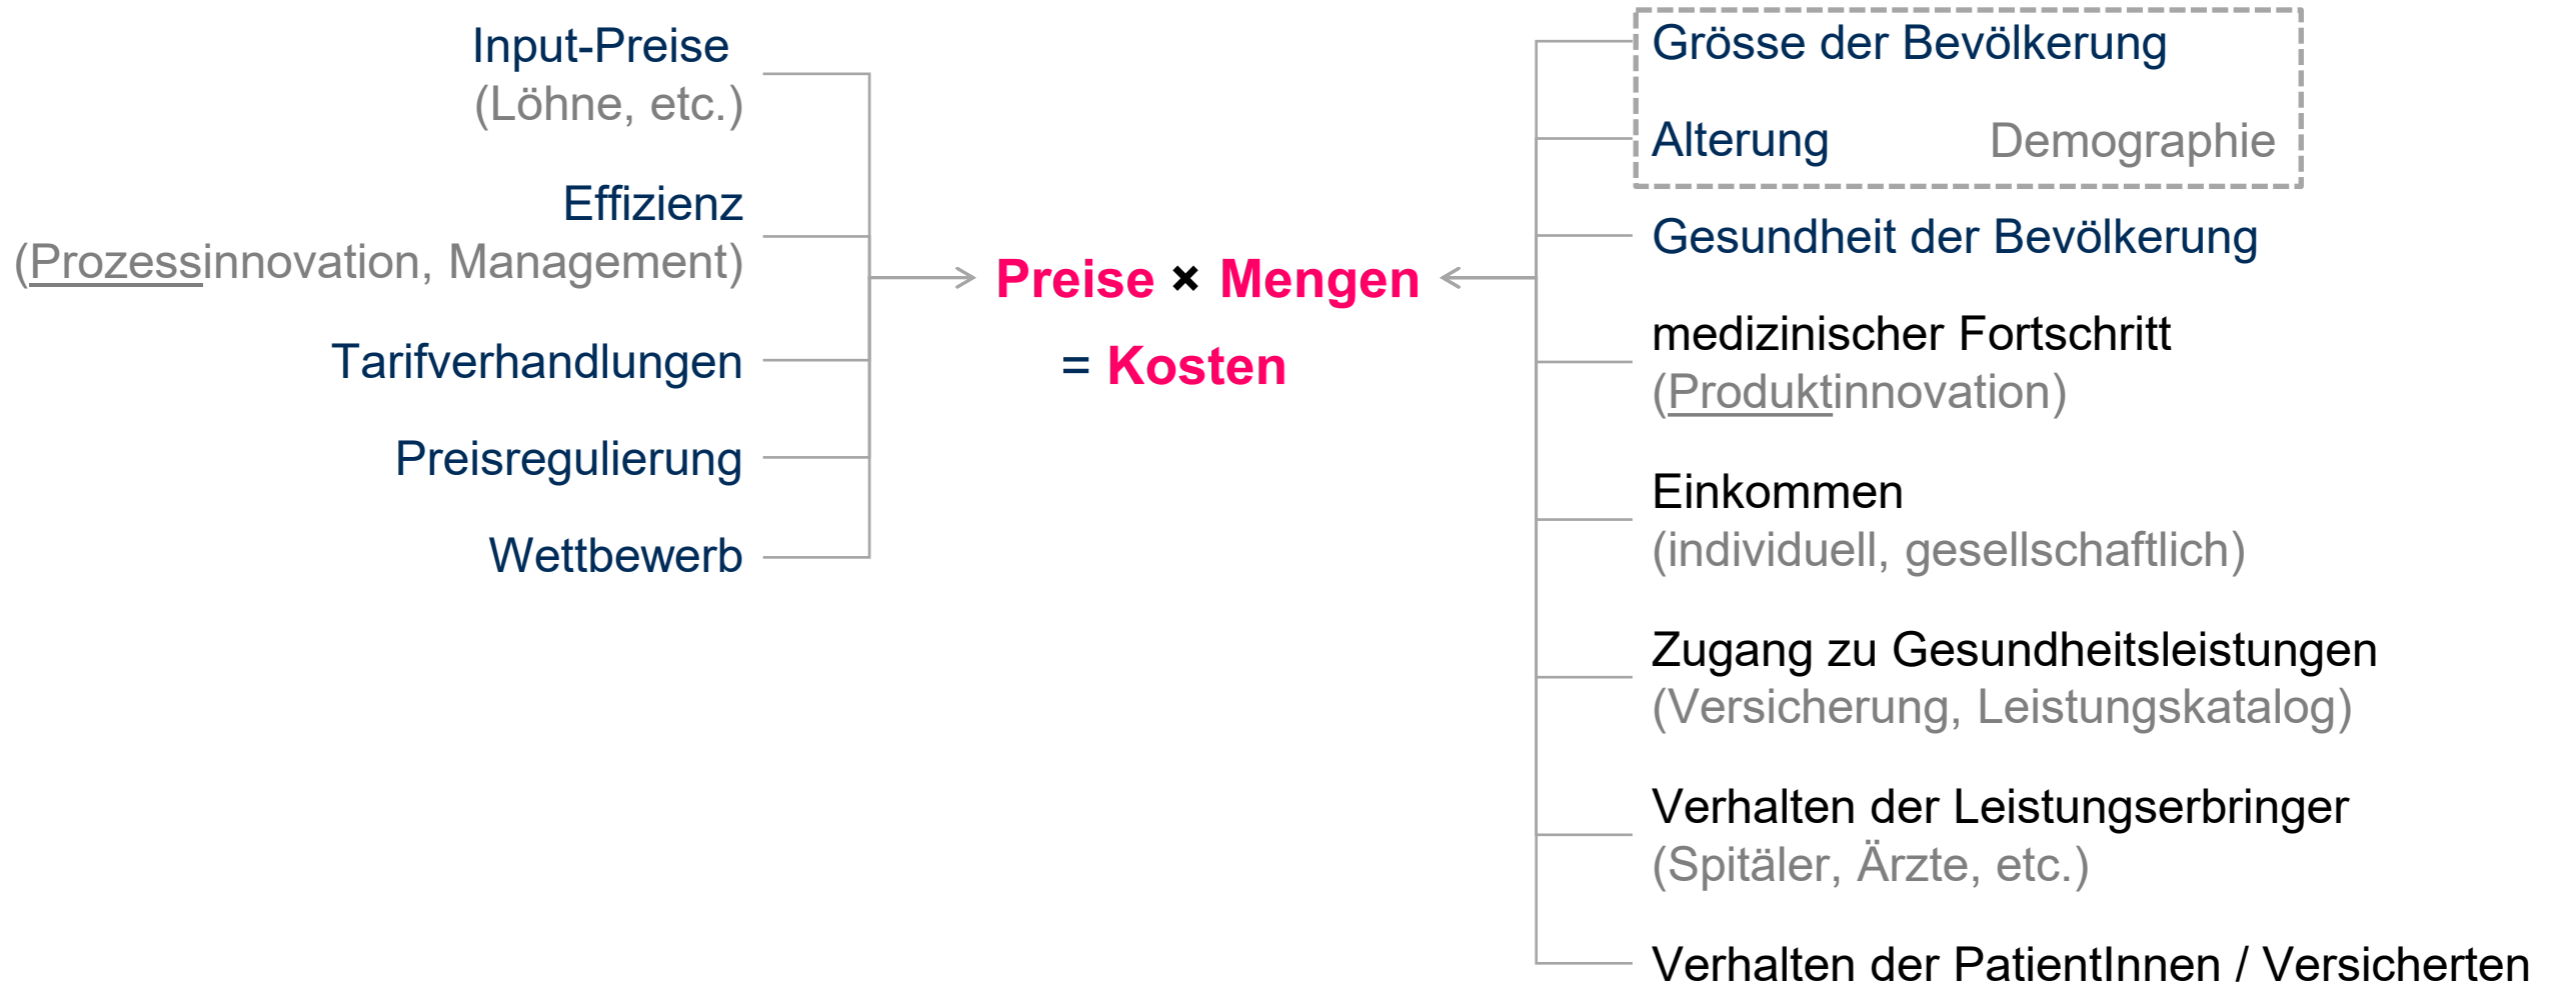 Input-Preise
(Löhne, etc.)
Effizienz
(Prozessinnovation, Management)
Tarifverhandlungen
Preisregulierung
Wettbewerb
Preise × Mengen
= Kosten
Grösse der Bevölkerung
Alterung Demographie
Gesundheit der Bevölkerung
medizinischer Fortschritt
(Produktinnovation)
Einkommen
(individuell, gesellschaftlich)
Zugang zu Gesundheitsleistungen
(Versicherung, Leistungskatalog)
Verhalten der Leistungserbringer
(Spitäler, Ärzte, etc.)
Verhalten der PatientInnen / Versicherten